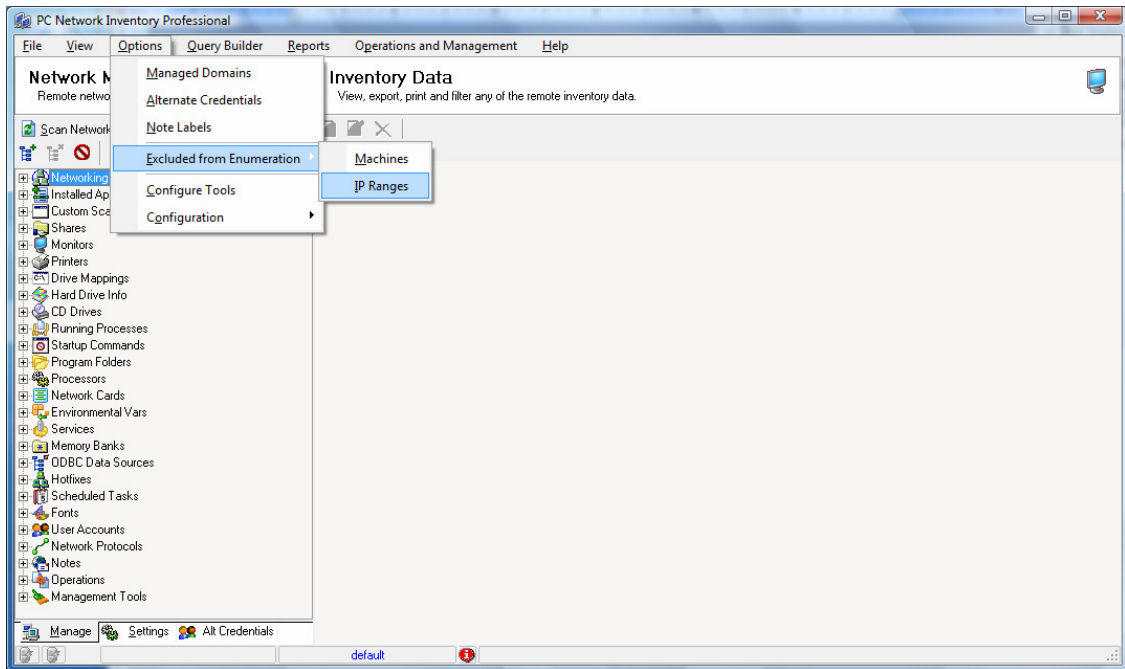 PC Network Inventory Professional
File View Options Query Builder Reports Operations and Management Help
Network M
Remote netwo
Inventory Data
View, export, print and filter any of the remote inventory data.
Managed Domains
Alternate Credentials
Note Labels
Excluded from Enumeration
Configure Tools
Configuration
Machines
IP Ranges
Scan Network
Networking
Installed Ap
Custom Sca
Shares
Monitors
Printers
Drive Mappings
Hard Drive Info
CD Drives
Running Processes
Startup Commands
Program Folders
Processors
Network Cards
Environmental Vars
Services
Memory Banks
ODBC Data Sources
Hotfixes
Scheduled Tasks
Fonts
User Accounts
Network Protocols
Notes
Operations
Management Tools
Manage Settings Alt Credentials
default